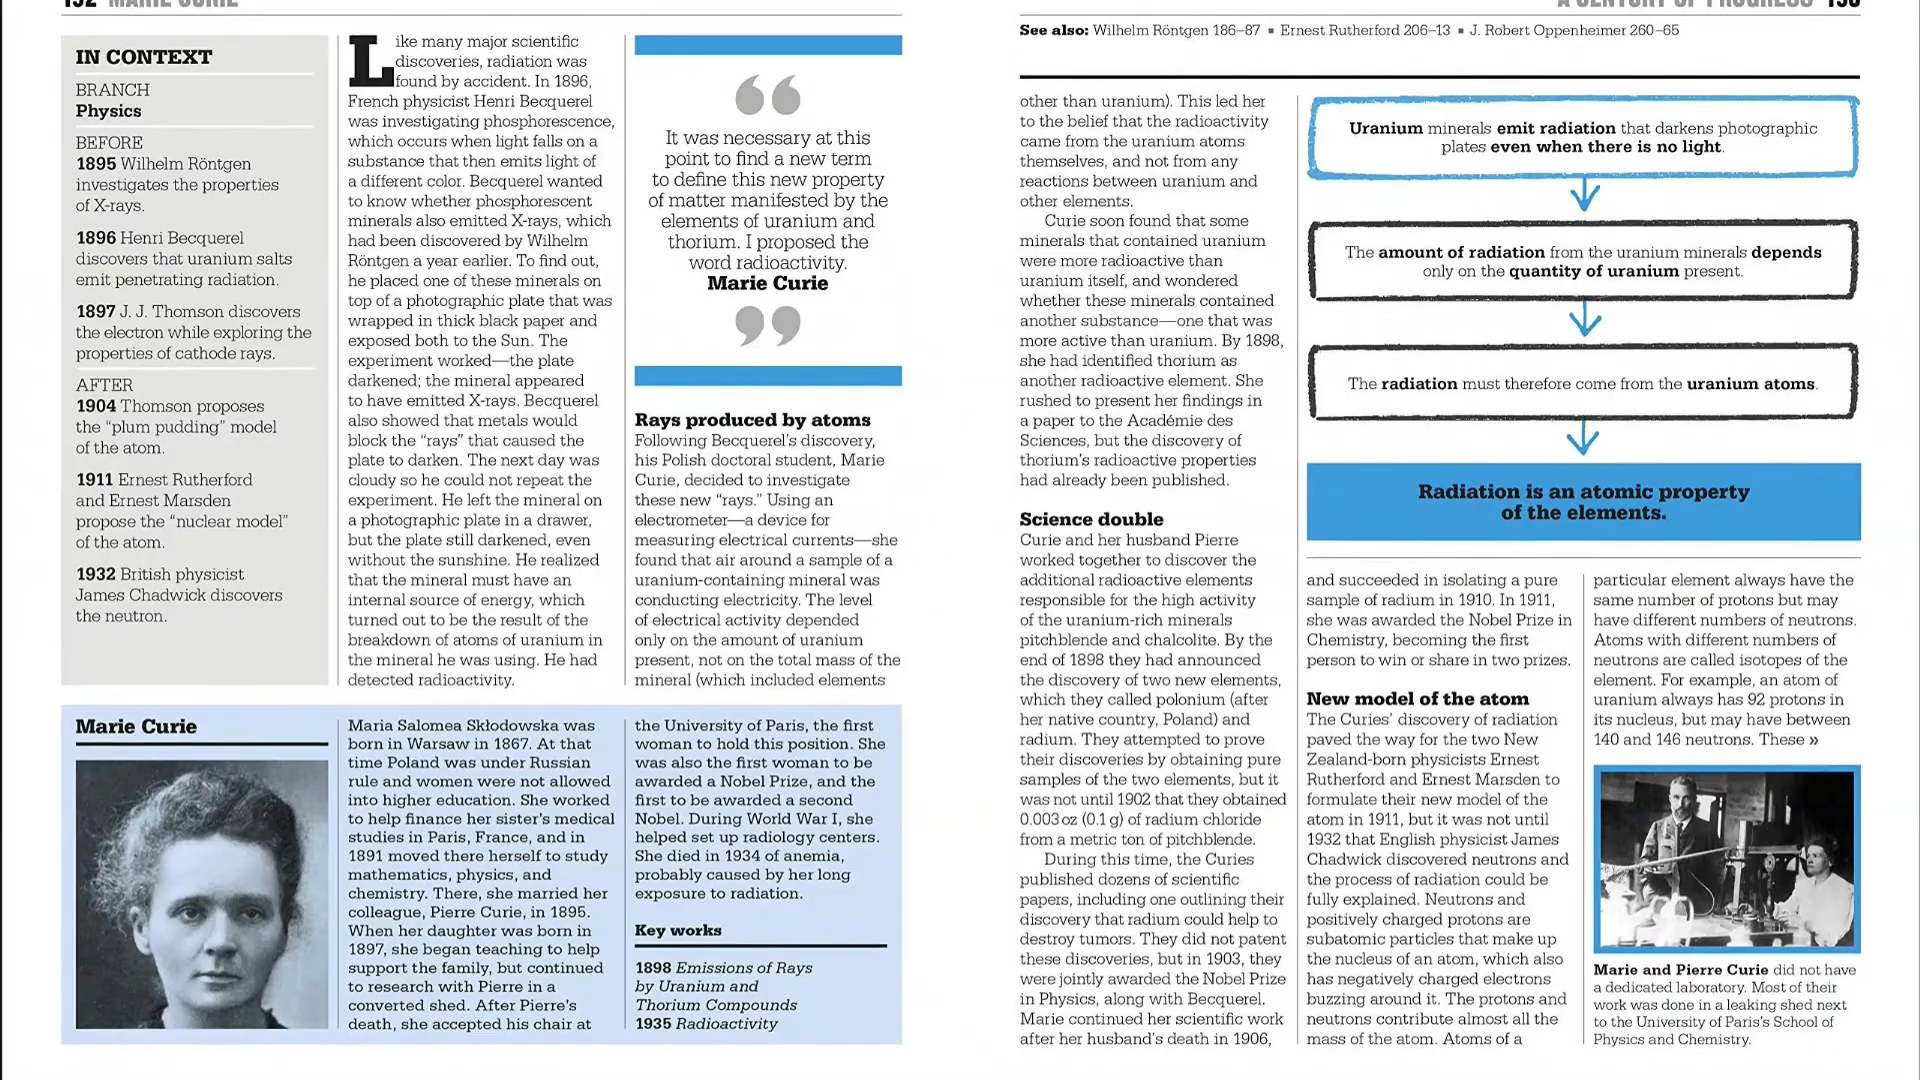 192 MARIE CURIE
IN CONTEXT
BRANCH
Physics
BEFORE
1895 Wilhelm Röntgen
investigates the properties
of X-rays.
1896 Henri Becquerel
discovers that uranium salts
emit penetrating radiation.
1897 J. J. Thomson discovers
the electron while exploring the
properties of cathode rays.
AFTER
1904 Thomson proposes
the “plum pudding” model
of the atom.
1911 Ernest Rutherford
and Ernest Marsden
propose the “nuclear model”
of the atom.
1932 British physicist
James Chadwick discovers
the neutron.
Like many major scientific
discoveries, radiation was
found by accident. In 1896,
French physicist Henri Becquerel
was investigating phosphorescence,
which occurs when light falls on a
substance that then emits light of
a different color. Becquerel wanted
to know whether phosphorescent
minerals also emitted X-rays, which
had been discovered by Wilhelm
Röntgen a year earlier. To find out,
he placed one of these minerals on
top of a photographic plate that was
wrapped in thick black paper and
exposed both to the Sun. The
experiment worked—the plate
darkened; the mineral appeared
to have emitted X-rays. Becquerel
also showed that metals would
block the “rays” that caused the
plate to darken. The next day was
cloudy so he could not repeat the
experiment. He left the mineral on
a photographic plate in a drawer,
but the plate still darkened, even
without the sunshine. He realized
that the mineral must have an
internal source of energy, which
turned out to be the result of the
breakdown of atoms of uranium in
the mineral he was using. He had
detected radioactivity.
“
It was necessary at this
point to find a new term
to define this new property
of matter manifested by the
elements of uranium and
thorium. I proposed the
word radioactivity.
Marie Curie
”
Rays produced by atoms
Following Becquerel’s discovery,
his Polish doctoral student, Marie
Curie, decided to investigate
these new “rays.” Using an
electrometer—a device for
measuring electrical currents—she
found that air around a sample of a
uranium-containing mineral was
conducting electricity. The level
of electrical activity depended
only on the amount of uranium
present, not on the total mass of the
mineral (which included elements
Marie Curie
Maria Salomea Skłodowska was
born in Warsaw in 1867. At that
time Poland was under Russian
rule and women were not allowed
into higher education. She worked
to help finance her sister’s medical
studies in Paris, France, and in
1891 moved there herself to study
mathematics, physics, and
chemistry. There, she married her
colleague, Pierre Curie, in 1895.
When her daughter was born in
1897, she began teaching to help
support the family, but continued
to research with Pierre in a
converted shed. After Pierre’s
death, she accepted his chair at
the University of Paris, the first
woman to hold this position. She
was also the first woman to be
awarded a Nobel Prize, and the
first to be awarded a second
Nobel. During World War I, she
helped set up radiology centers.
She died in 1934 of anemia,
probably caused by her long
exposure to radiation.
Key works
1898 Emissions of Rays
by Uranium and
Thorium Compounds
1935 Radioactivity
A CENTURY OF PROGRESS 193
See also: Wilhelm Röntgen 186–87 ▪ Ernest Rutherford 206–13 ▪ J. Robert Oppenheimer 260–65
other than uranium). This led her
to the belief that the radioactivity
came from the uranium atoms
themselves, and not from any
reactions between uranium and
other elements.
Curie soon found that some
minerals that contained uranium
were more radioactive than
uranium itself, and wondered
whether these minerals contained
another substance—one that was
more active than uranium. By 1898,
she had identified thorium as
another radioactive element. She
rushed to present her findings in
a paper to the Académie des
Sciences, but the discovery of
thorium’s radioactive properties
had already been published.
Science double
Curie and her husband Pierre
worked together to discover the
additional radioactive elements
responsible for the high activity
of the uranium-rich minerals
pitchblende and chalcolite. By the
end of 1898 they had announced
the discovery of two new elements,
which they called polonium (after
her native country, Poland) and
radium. They attempted to prove
their discoveries by obtaining pure
samples of the two elements, but it
was not until 1902 that they obtained
0.003 oz (0.1 g) of radium chloride
from a metric ton of pitchblende.
During this time, the Curies
published dozens of scientific
papers, including one outlining their
discovery that radium could help to
destroy tumors. They did not patent
these discoveries, but in 1903, they
were jointly awarded the Nobel Prize
in Physics, along with Becquerel.
Marie continued her scientific work
after her husband’s death in 1906,
Uranium minerals emit radiation that darkens photographic
plates even when there is no light.
The amount of radiation from the uranium minerals depends
only on the quantity of uranium present.
The radiation must therefore come from the uranium atoms.
Radiation is an atomic property
of the elements.
and succeeded in isolating a pure
sample of radium in 1910. In 1911,
she was awarded the Nobel Prize in
Chemistry, becoming the first
person to win or share in two prizes.
New model of the atom
The Curies’ discovery of radiation
paved the way for the two New
Zealand-born physicists Ernest
Rutherford and Ernest Marsden to
formulate their new model of the
atom in 1911, but it was not until
1932 that English physicist James
Chadwick discovered neutrons and
the process of radiation could be
fully explained. Neutrons and
positively charged protons are
subatomic particles that make up
the nucleus of an atom, which also
has negatively charged electrons
buzzing around it. The protons and
neutrons contribute almost all the
mass of the atom. Atoms of a
particular element always have the
same number of protons but may
have different numbers of neutrons.
Atoms with different numbers of
neutrons are called isotopes of the
element. For example, an atom of
uranium always has 92 protons in
its nucleus, but may have between
140 and 146 neutrons. These »
Marie and Pierre Curie did not have
a dedicated laboratory. Most of their
work was done in a leaking shed next
to the University of Paris’s School of
Physics and Chemistry.